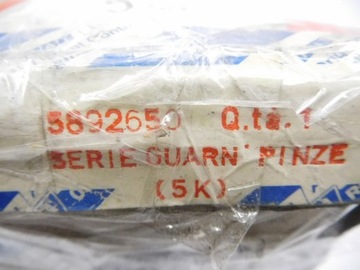 5892650 Q.tà.1
SERIE GUARN' PINZE
(5K)